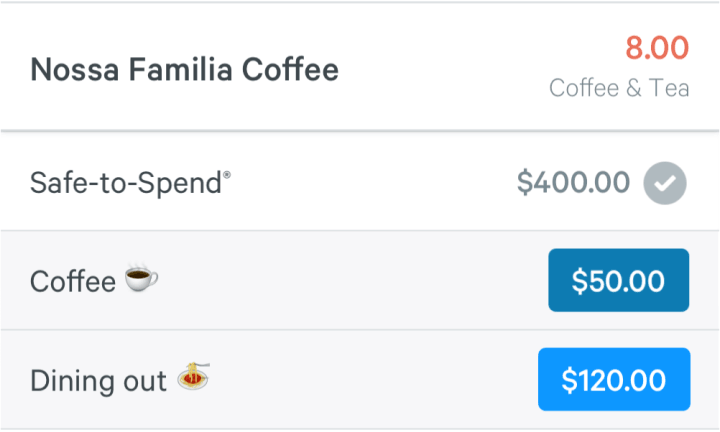 Nossa Familia Coffee 8.00
Coffee & Tea
Safe-to-Spend® $400.00
Coffee ☕ $50.00
Dining out 🍝 $120.00